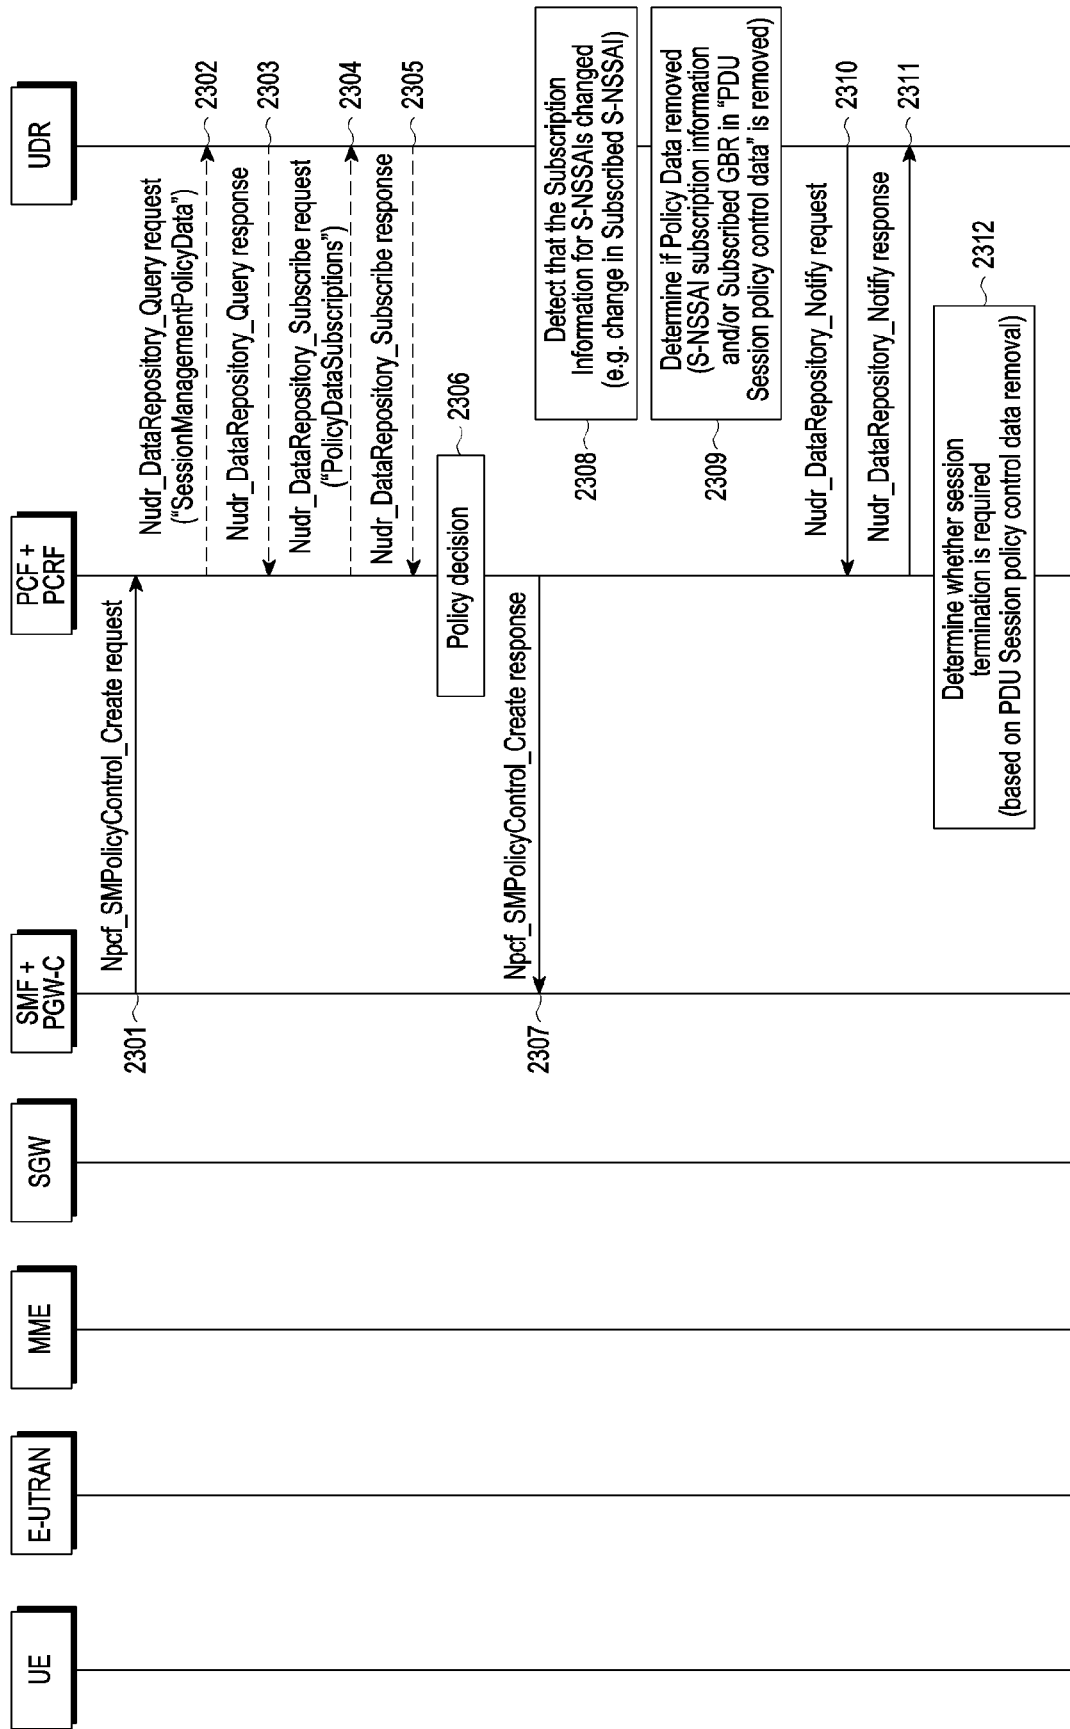 UE
E-UTRAN
MME
SGW
SMF +
PGW-C
PCF +
PCRF
UDR
Npcf_SMPolicyControl_Create request
2301
Nudr_DataRepository_Query request
("SessionManagementPolicyData")
2302
Nudr_DataRepository_Query response
2303
Nudr_DataRepository_Subscribe request
("PolicyDataSubscriptions")
2304
Nudr_DataRepository_Subscribe response
2305
Policy decision
2306
Npcf_SMPolicyControl_Create response
2307
Detect that the Subscription
Information for S-NSSAIs changed
(e.g. change in Subscribed S-NSSAI)
2308
Determine if Policy Data removed
(S-NSSAI subscription information
and/or Subscribed GBR in "PDU
Session policy control data" is removed)
2309
Nudr_DataRepository_Notify request
2310
Nudr_DataRepository_Notify response
2311
Determine whether session
termination is required
(based on PDU Session policy control data removal)
2312